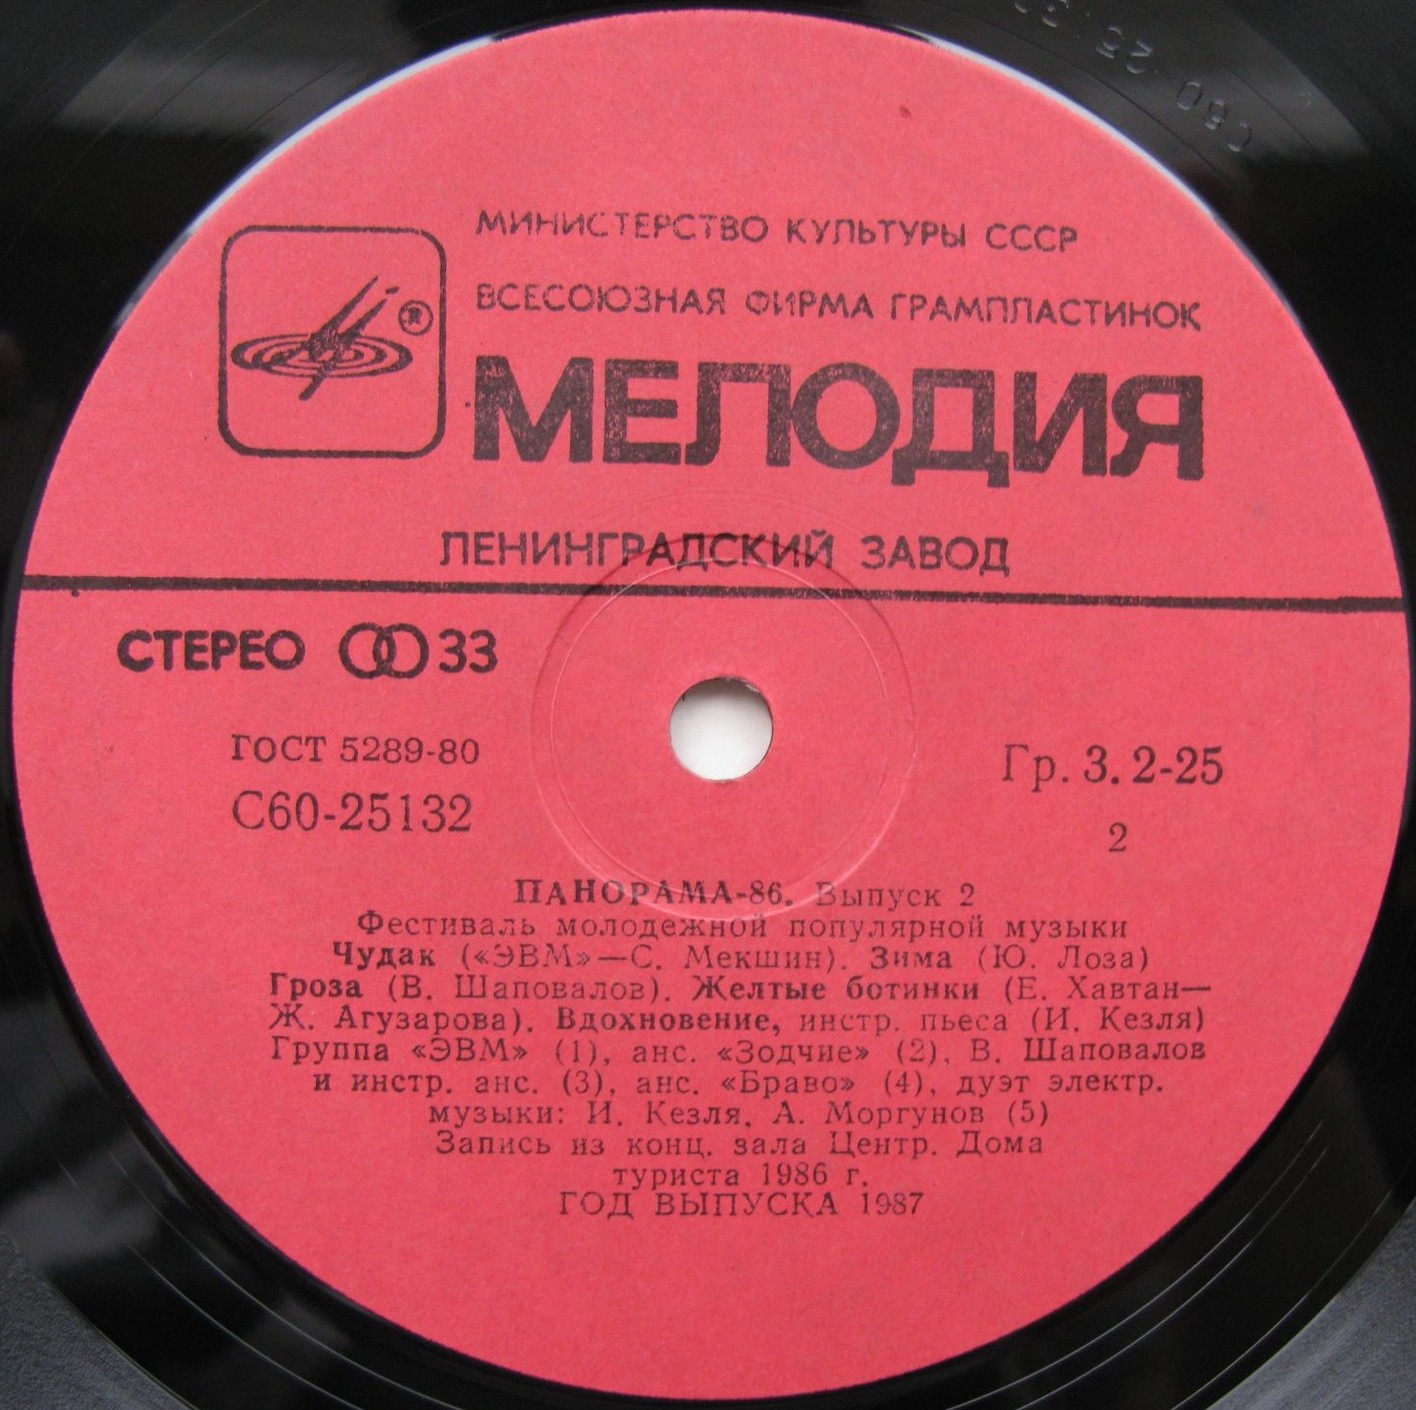 С60-2513
МИНИСТЕРСТВО КУЛЬТУРЫ СССР
ВСЕСОЮЗНАЯ ФИРМА ГРАМПЛАСТИНОК
®
МЕЛОДИЯ
ЛЕНИНГРАДСКИЙ ЗАВОД
СТЕРЕО 33
ГОСТ 5289-80
Гр. 3. 2-25
С60-25132
2
ПАНОРАМА-86. Выпуск 2
Фестиваль молодежной популярной музыки
Чудак («ЭВМ»—С. Мекшин). Зима (Ю. Лоза)
Гроза (В. Шаповалов). Желтые ботинки (Е. Хавтан—
Ж. Агузарова). Вдохновение, инстр. пьеса (И. Кезля)
Группа «ЭВМ» (1), анс. «Зодчие» (2), В. Шаповалов
и инстр. анс. (3), анс. «Браво» (4), дуэт электр.
музыки: И. Кезля, А. Моргунов (5)
Запись из конц. зала Центр. Дома
туриста 1986 г.
ГОД ВЫПУСКА 1987